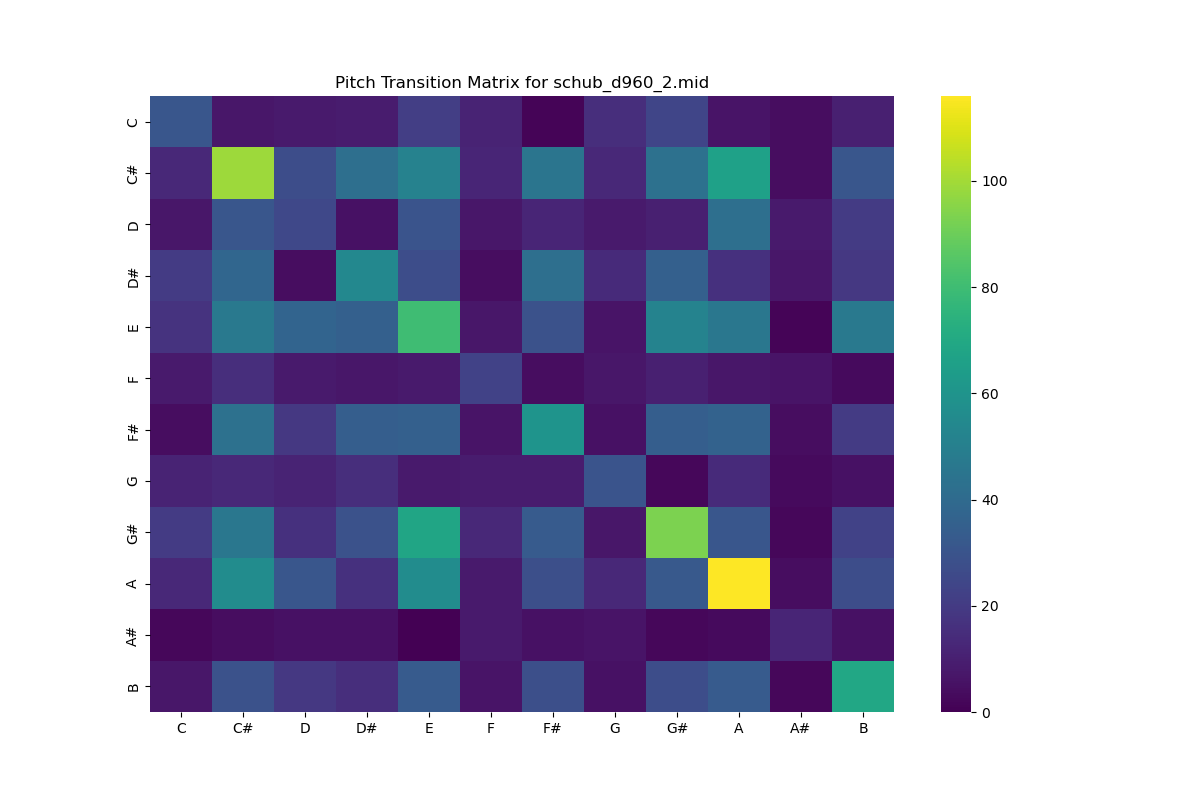 Pitch Transition Matrix for schub_d960_2.mid
C
C#
D
D#
E
F
F#
G
G#
A
A#
B
C C# D D# E F F# G G# A A# B
100
80
60
40
20
0